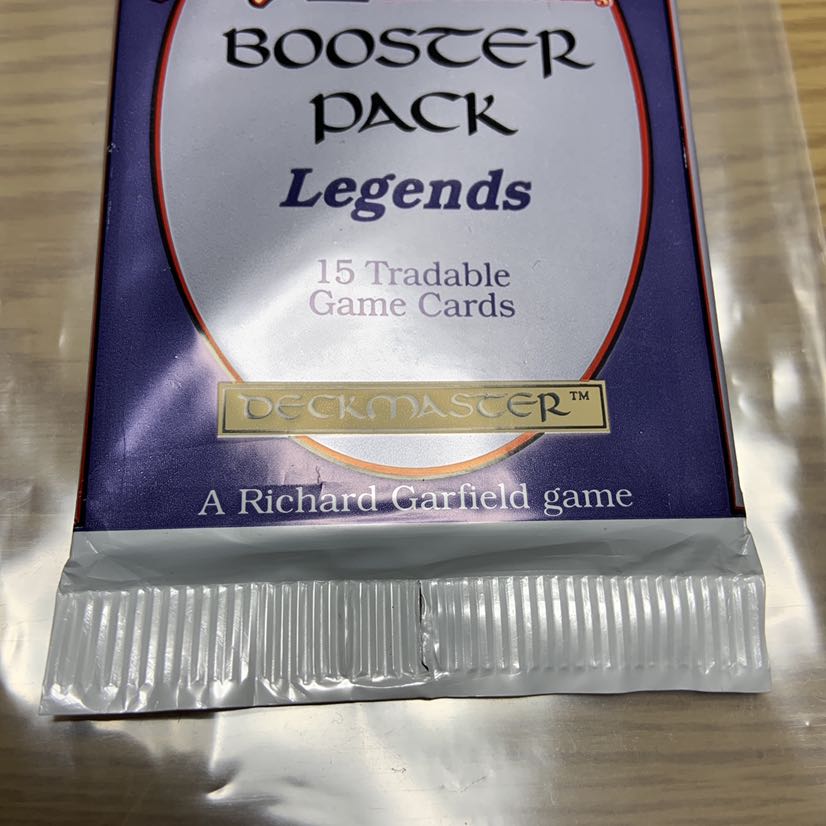 BOOSTER
PACK
Legends
15 Tradable
Game Cards
DECKMASTER™
A Richard Garfield game